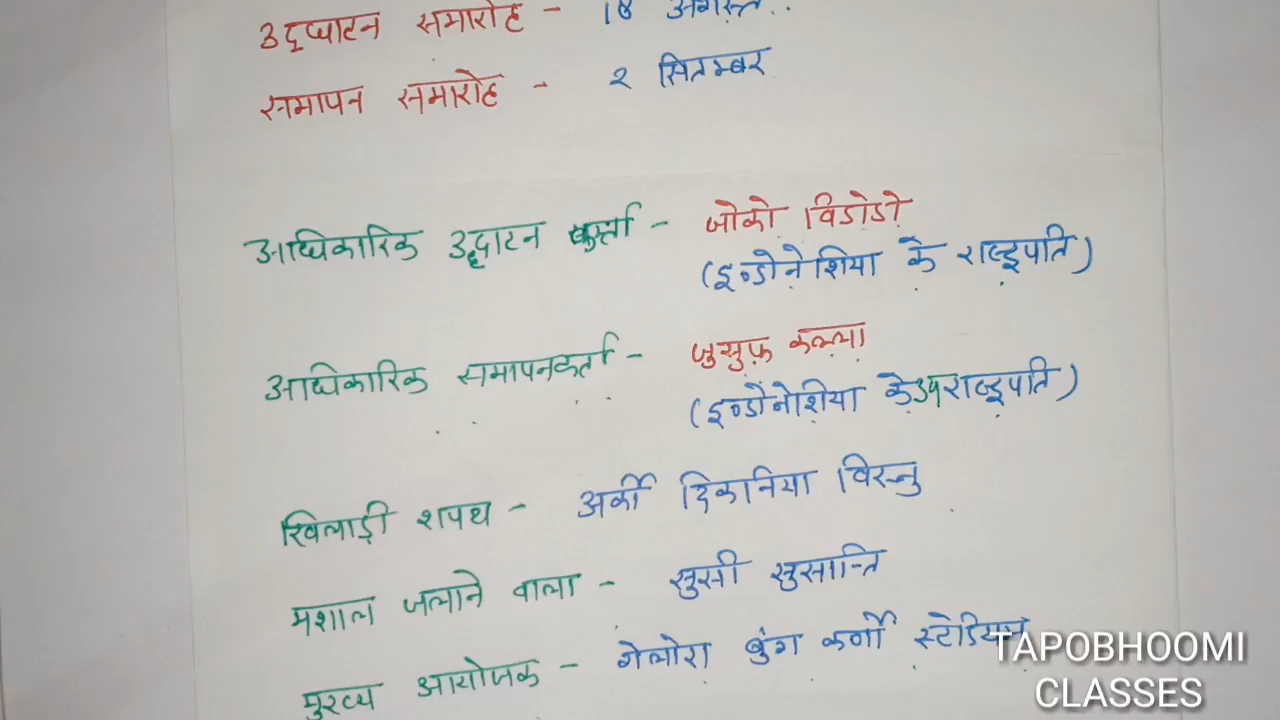 उद्घाटन समारोह - 18 अगस्त..
समापन समारोह - 2 सितम्बर
आधिकारिक उद्घाटन कर्त्ता - जोको विडोडो
(इण्डोनेशिया के राष्ट्रपति)
आधिकारिक समापनकर्ता - जुसुफ़ कल्ला
(इण्डोनेशिया के उपराष्ट्रपति)
खिलाड़ी शपथ - अर्की दिकानिया विस्नु
मशाल जलाने वाला - सुसी सुसान्ति
मुख्य आयोजक - गेलोरा बुंग कर्णो स्टेडियम
TAPOBHOOMI
CLASSES